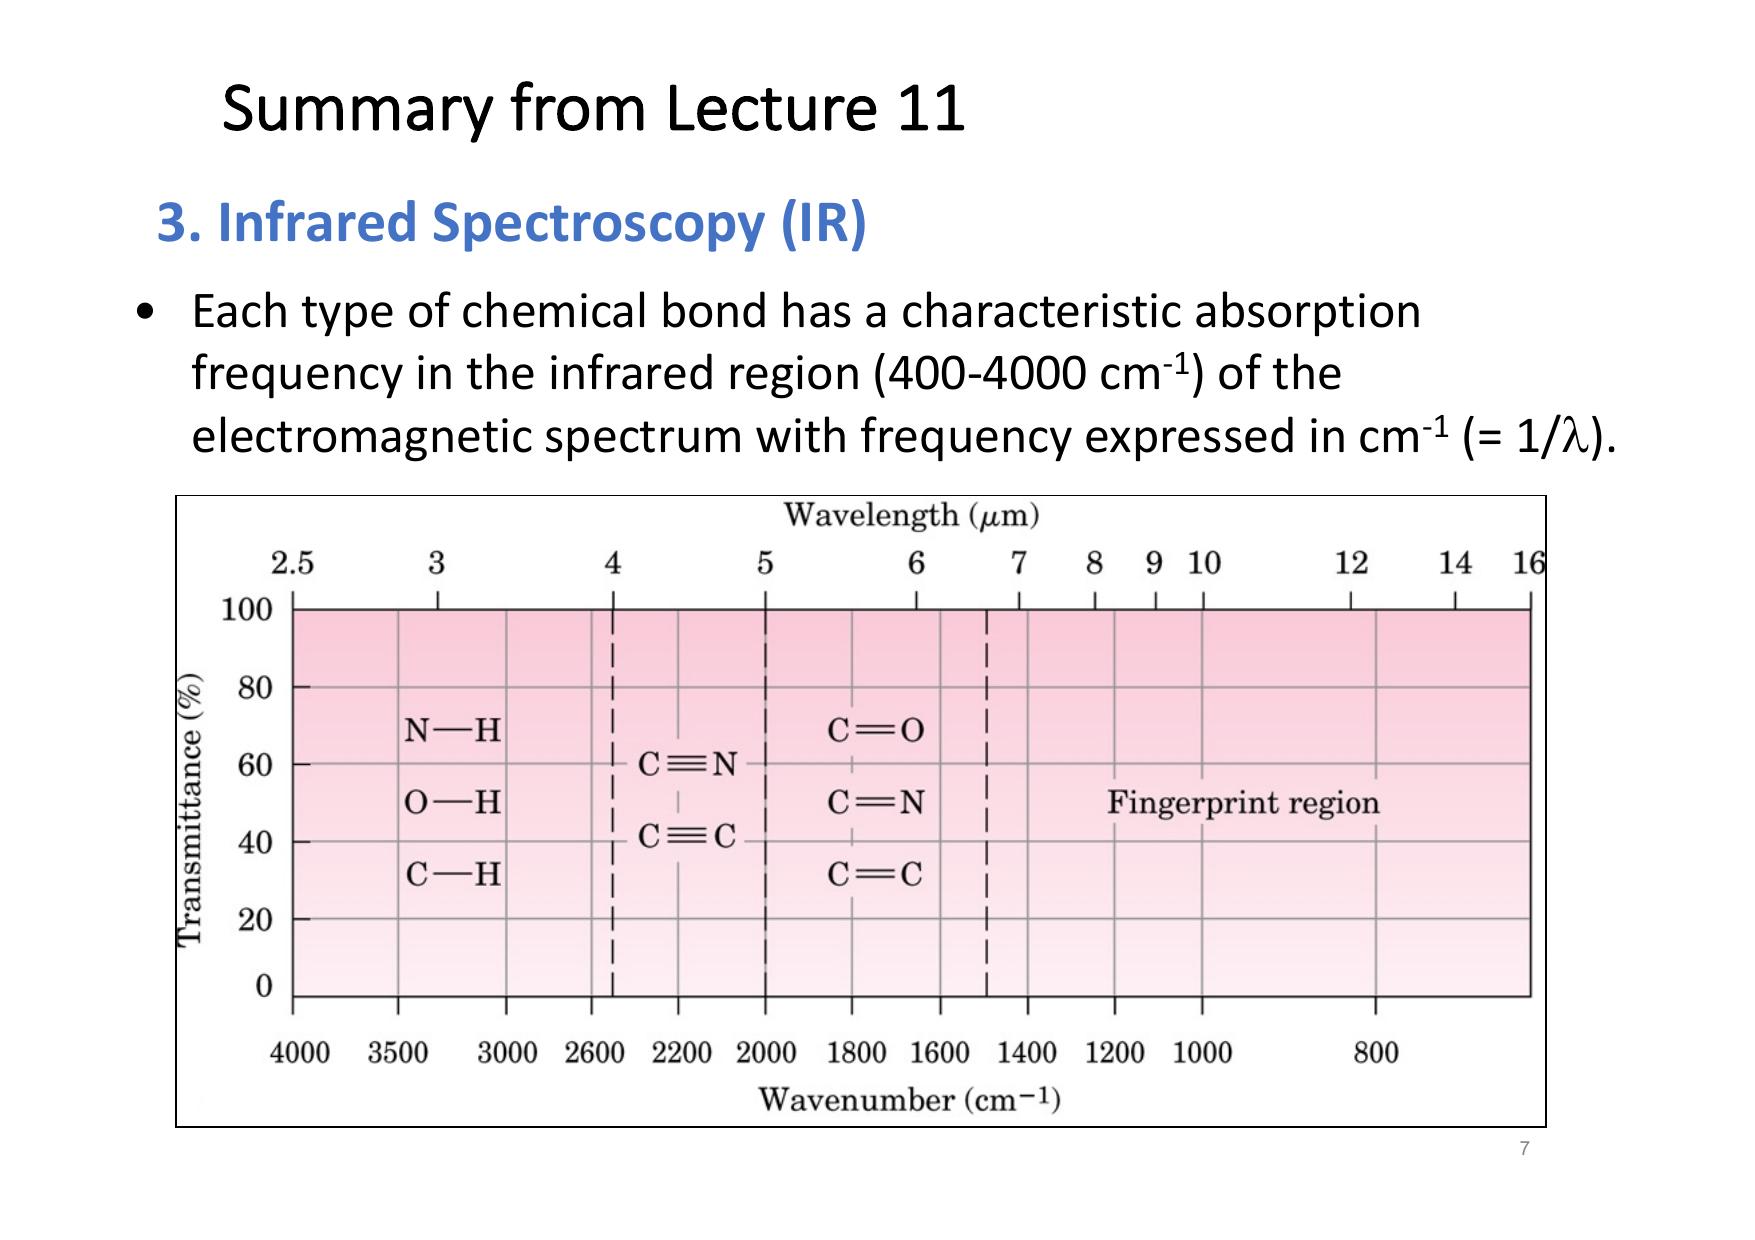 Summary from Lecture 11
3. Infrared Spectroscopy (IR)
• Each type of chemical bond has a characteristic absorption
frequency in the infrared region (400-4000 cm⁻¹) of the
electromagnetic spectrum with frequency expressed in cm⁻¹ (= 1/λ).
Wavelength (μm)
2.5 3 4 5 6 7 8 9 10 12 14 16
Transmittance (%)
100
80
60
40
20
0
N—H
O—H
C—H
C≡N
C≡C
C=O
C=N
C=C
Fingerprint region
4000 3500 3000 2600 2200 2000 1800 1600 1400 1200 1000 800
Wavenumber (cm⁻¹)
7